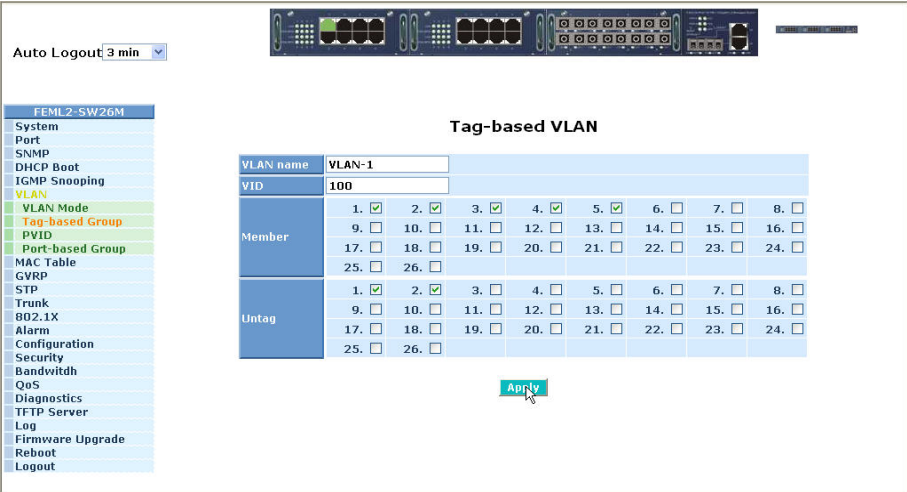 Auto Logout 3 min
FEML2-SW26M
System
Port
SNMP
DHCP Boot
IGMP Snooping
VLAN
VLAN Mode
Tag-based Group
PVID
Port-based Group
MAC Table
GVRP
STP
Trunk
802.1X
Alarm
Configuration
Security
Bandwitdh
QoS
Diagnostics
TFTP Server
Log
Firmware Upgrade
Reboot
Logout
Tag-based VLAN
VLAN name VLAN-1
VID 100
Member
1. 2. 3. 4. 5. 6. 7. 8.
9. 10. 11. 12. 13. 14. 15. 16.
17. 18. 19. 20. 21. 22. 23. 24.
25. 26.
Untag
1. 2. 3. 4. 5. 6. 7. 8.
9. 10. 11. 12. 13. 14. 15. 16.
17. 18. 19. 20. 21. 22. 23. 24.
25. 26.
Apply